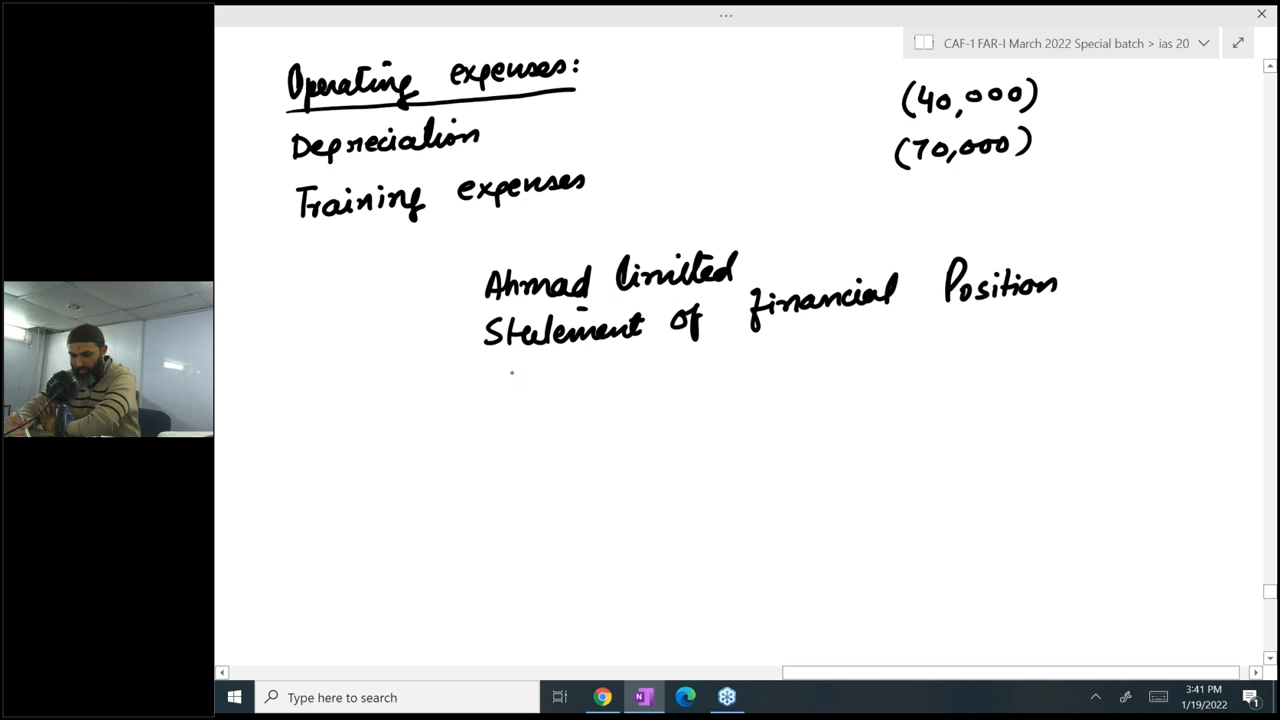 CAF-1 FAR-I March 2022 Special batch > ias 20
Operating expenses:
Depreciation (40,000)
Training expenses (70,000)
Ahmad limited
Statement of financial Position
Type here to search
3:41 PM
1/19/2022
1